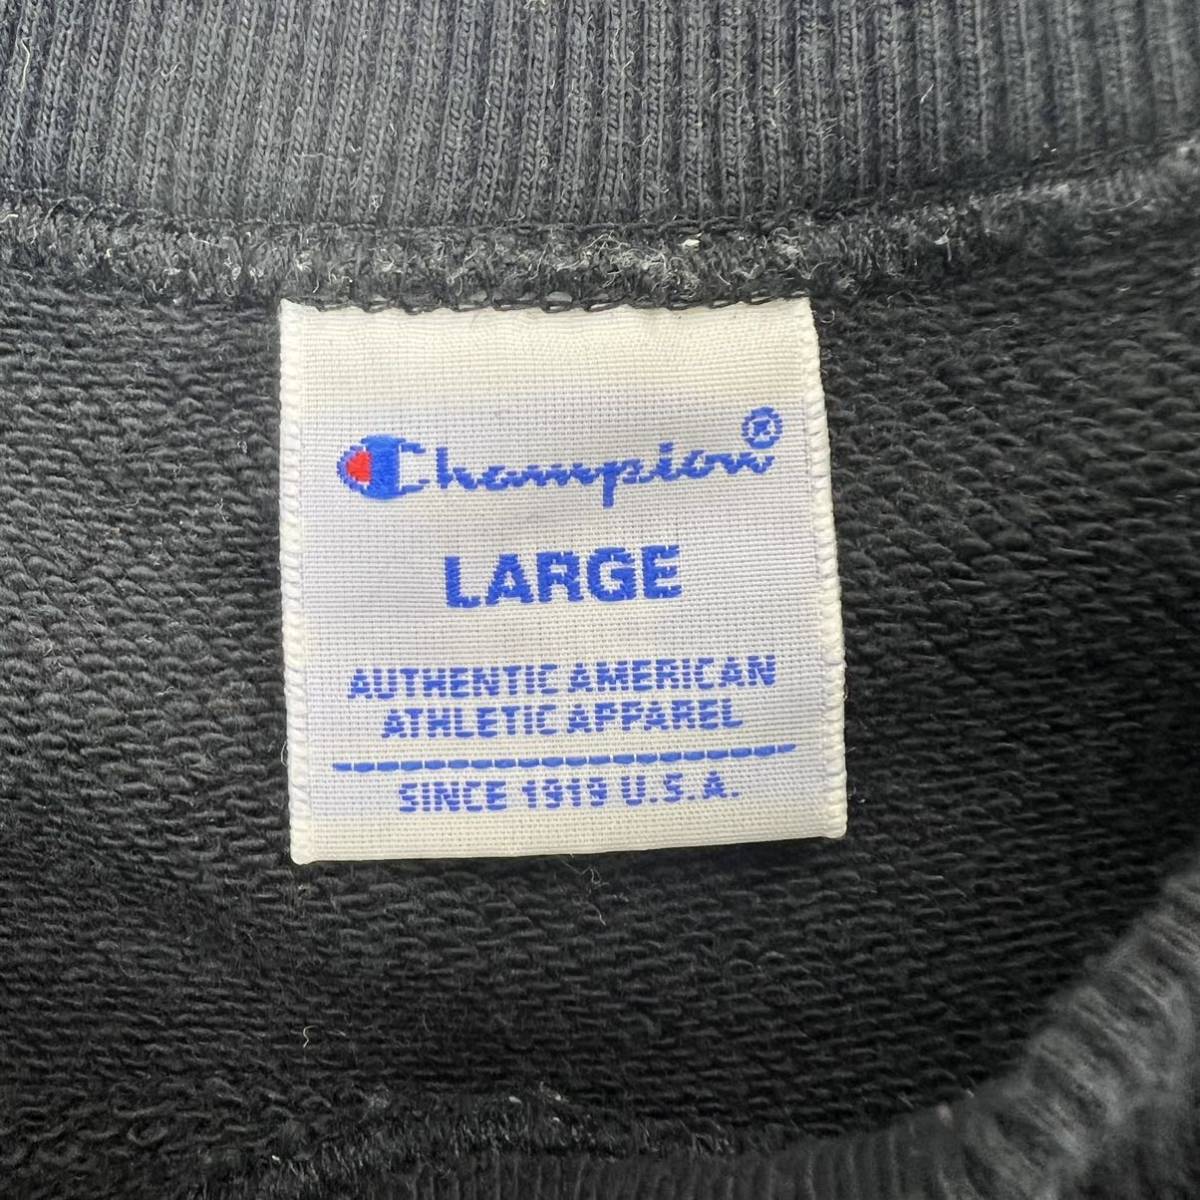 Champion®
LARGE
AUTHENTIC AMERICAN
ATHLETIC APPAREL
SINCE 1919 U.S.A.